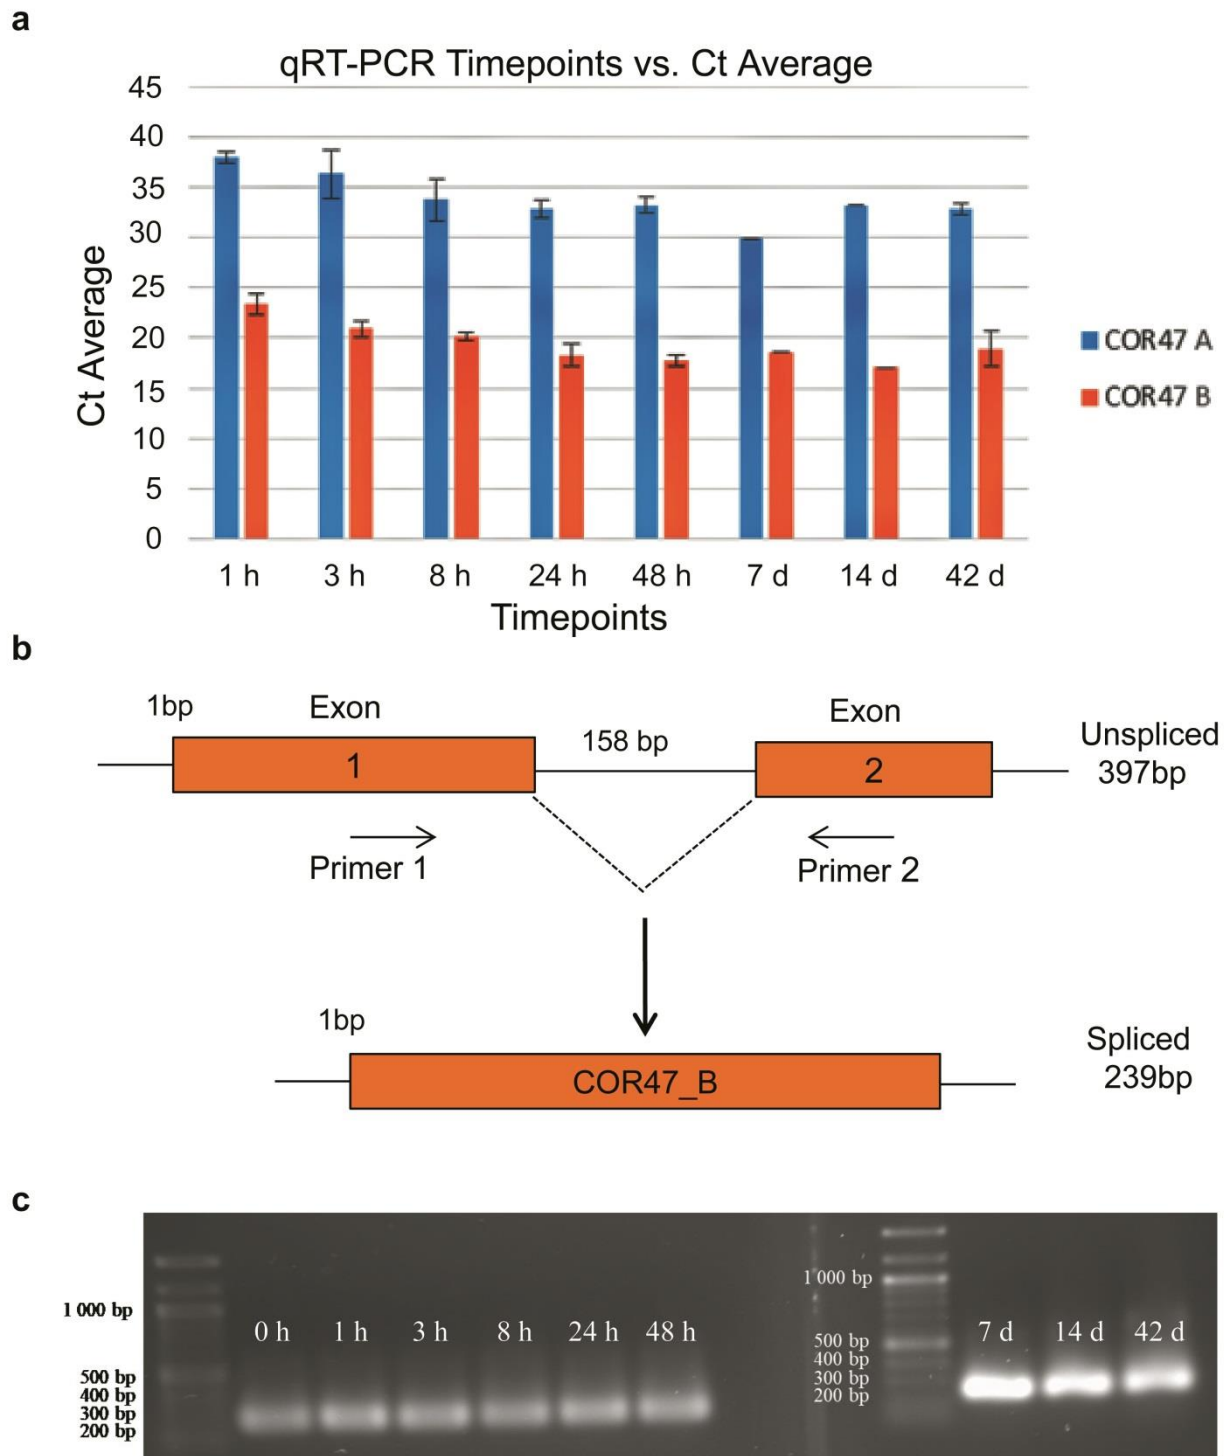 a
qRT-PCR Timepoints vs. Ct Average
45
40
35
30
25
20
15
10
5
0
Ct Average
1 h 3 h 8 h 24 h 48 h 7 d 14 d 42 d
Timepoints
COR47 A
COR47 B
b
1bp
Exon
1
158 bp
Exon
2
Unspliced
397bp
Primer 1
Primer 2
1bp
COR47_B
Spliced
239bp
c
1 000 bp
500 bp
400 bp
300 bp
200 bp
0 h 1 h 3 h 8 h 24 h 48 h
1 000 bp
500 bp
400 bp
300 bp
200 bp
7 d 14 d 42 d